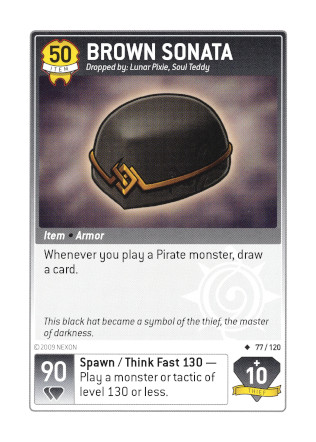 50
ITEM
BROWN SONATA
Dropped by: Lunar Pixie, Soul Teddy
Item • Armor
Whenever you play a Pirate monster, draw
a card.
This black hat became a symbol of the thief, the master
of darkness.
© 2009 NEXON
◆ 77 / 120
90
Spawn / Think Fast 130 —
Play a monster or tactic of
level 130 or less.
+
10
THIEF